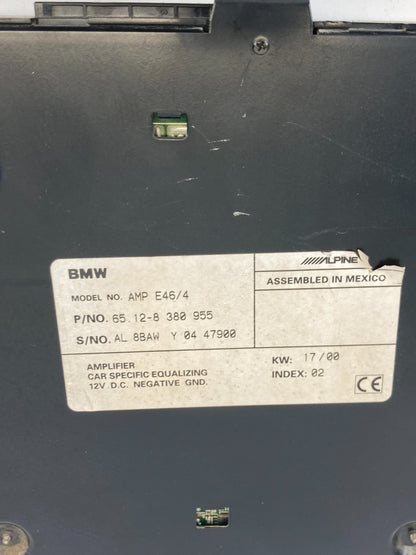 BMW
MODEL NO. AMP E46/4
P/NO. 65.12-8 380 955
S/NO. AL 8BAW Y 04 47900
AMPLIFIER
CAR SPECIFIC EQUALIZING
12V D.C. NEGATIVE GND.
ALPINE
ASSEMBLED IN MEXICO
KW: 17/00
INDEX: 02
CE